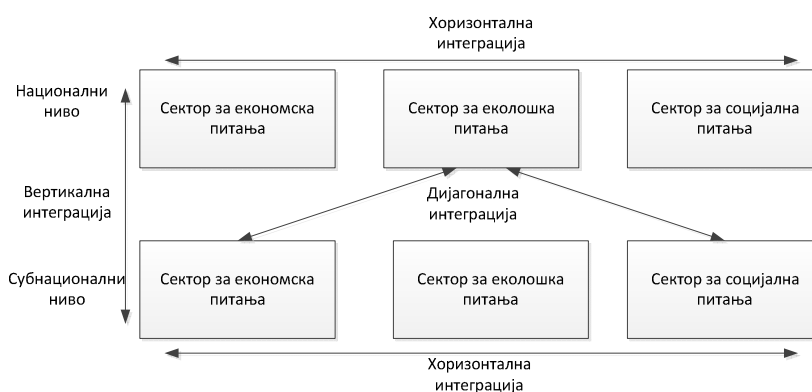 Хоризонтална
интеграција
Национални
ниво
Сектор за економска
питања
Сектор за еколошка
питања
Сектор за социјална
питања
Вертикална
интеграција
Дијагонална
интеграција
Субнационални
ниво
Сектор за економска
питања
Сектор за еколошка
питања
Сектор за социјална
питања
Хоризонтална
интеграција